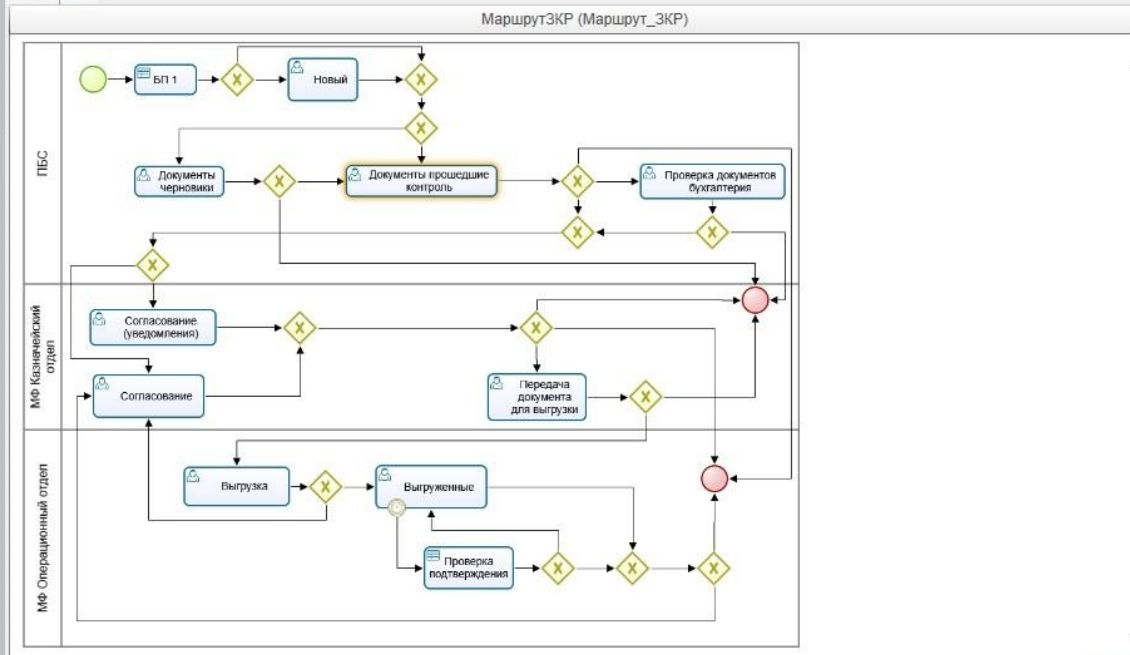 МаршрутЗКР (Маршрут_ЗКР)
ПБС
БП 1
Новый
Документы
черновики
Документы прошедшие
контроль
Проверка документов
бухгалтерия
МФ Казначейский
отдел
Согласование
(уведомления)
Согласование
Передача
документа
для выгрузки
МФ Операционный отдел
Выгрузка
Выгруженные
Проверка
подтверждения